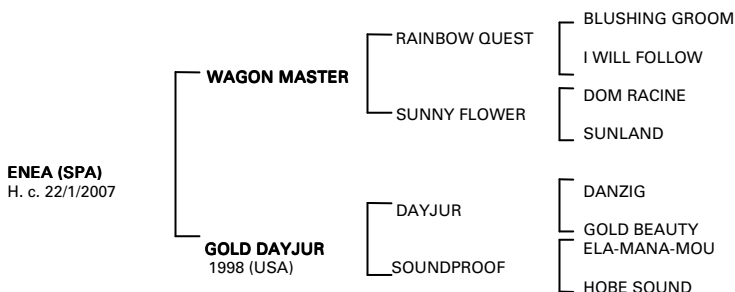 BLUSHING GROOM
RAINBOW QUEST
I WILL FOLLOW
WAGON MASTER
DOM RACINE
SUNNY FLOWER
SUNLAND
ENEA (SPA)
H. c. 22/1/2007
DANZIG
DAYJUR
GOLD BEAUTY
GOLD DAYJUR
1998 (USA)
ELA-MANA-MOU
SOUNDPROOF
HOBE SOUND